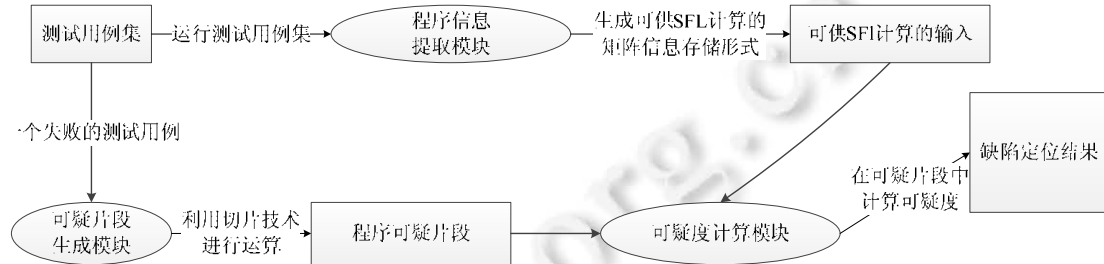 测试用例集
运行测试用例集
程序信息
提取模块
生成可供SFL计算的
矩阵信息存储形式
可供SFl计算的输入
一个失败的测试用例
缺陷定位结果
在可疑片段中
计算可疑度
可疑片段
生成模块
利用切片技术
进行运算
程序可疑片段
可疑度计算模块